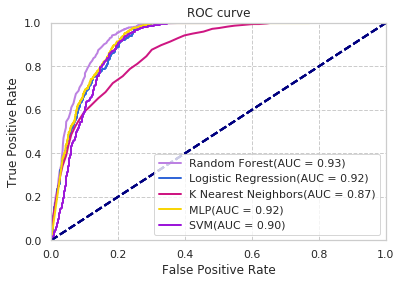 ROC curve
True Positive Rate
1.0
0.8
0.6
0.4
0.2
0.0
Random Forest(AUC = 0.93)
Logistic Regression(AUC = 0.92)
K Nearest Neighbors(AUC = 0.87)
MLP(AUC = 0.92)
SVM(AUC = 0.90)
0.0 0.2 0.4 0.6 0.8 1.0
False Positive Rate